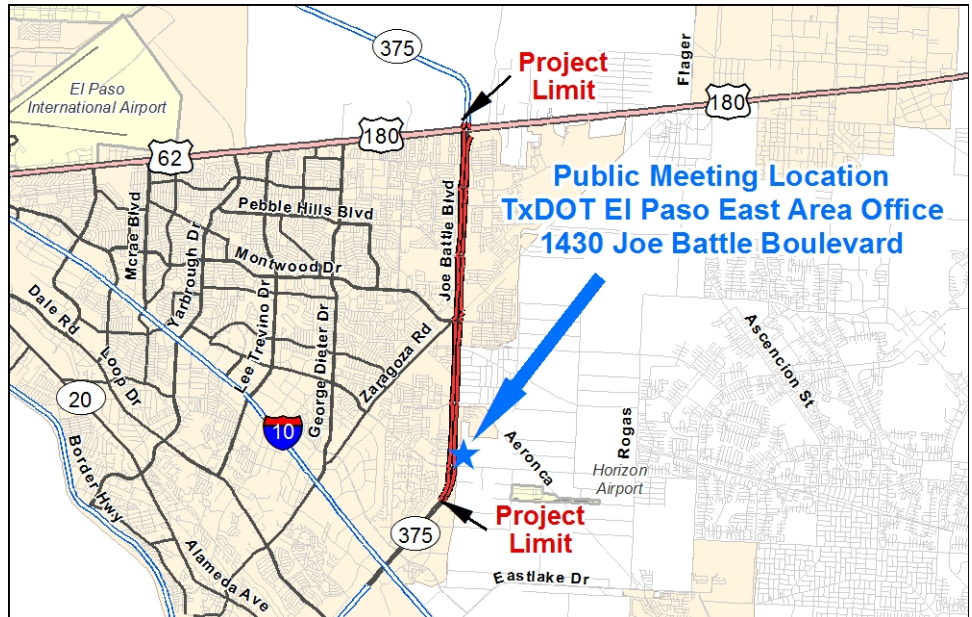 375
Project
Limit
Flager
El Paso
International Airport
180
180
62
Public Meeting Location
TxDOT El Paso East Area Office
1430 Joe Battle Boulevard
Mcrae Blvd
Pebble Hills Blvd
Joe Battle Blvd
Yarbrough Dr
Montwood Dr
Dale Rd
Lee Trevino Dr
George Dieter Dr
Zaragoza Rd
Ascencion St
Loop Dr
20
10
Rogas
Aeronca
Horizon
Airport
Border Hwy
Project
Limit
375
Alameda Ave
Eastlake Dr